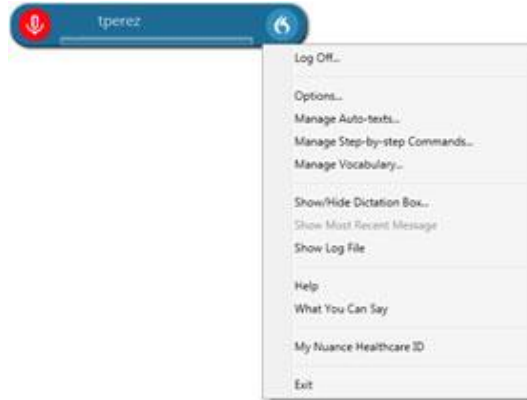 tperez
Log Off...
Options...
Manage Auto-texts...
Manage Step-by-step Commands...
Manage Vocabulary...
Show/Hide Dictation Box...
Show Most Recent Message
Show Log File
Help
What You Can Say
My Nuance Healthcare ID
Exit